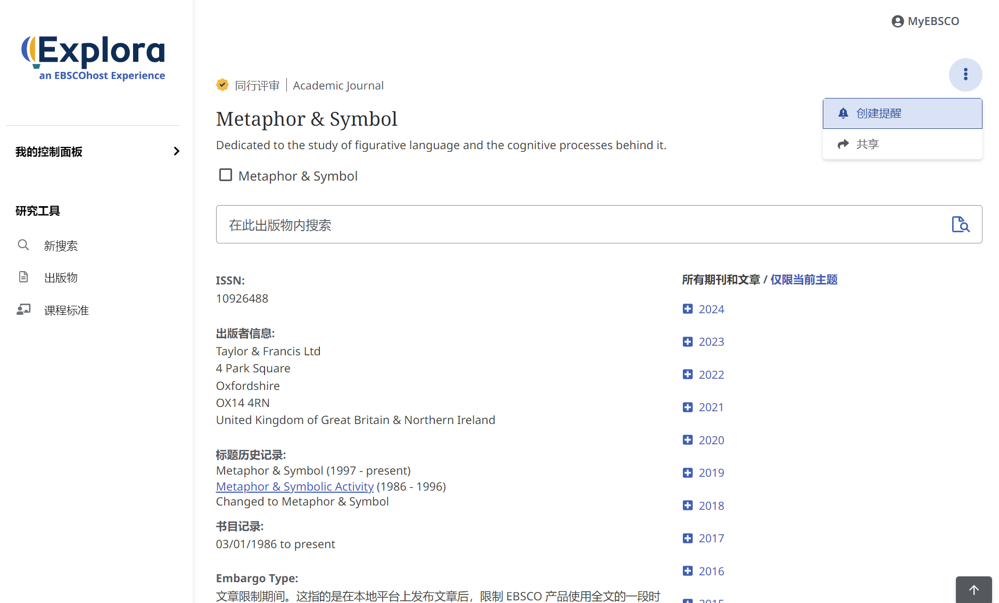 Explora
an EBSCOhost Experience
我的控制面板
研究工具
新搜索
出版物
课程标准
MyEBSCO
同行评审 | Academic Journal
Metaphor & Symbol
Dedicated to the study of figurative language and the cognitive processes behind it.
Metaphor & Symbol
创建提醒
共享
在此出版物内搜索
ISSN:
10926488
出版者信息:
Taylor & Francis Ltd
4 Park Square
Oxfordshire
OX14 4RN
United Kingdom of Great Britain & Northern Ireland
标题历史记录:
Metaphor & Symbol (1997 - present)
Metaphor & Symbolic Activity (1986 - 1996)
Changed to Metaphor & Symbol
书目记录:
03/01/1986 to present
Embargo Type:
文章限制期间。这指的是在本地平台上发布文章后，限制 EBSCO 产品使用全文的一段时
所有期刊和文章 / 仅限当前主题
2024
2023
2022
2021
2020
2019
2018
2017
2016
2015